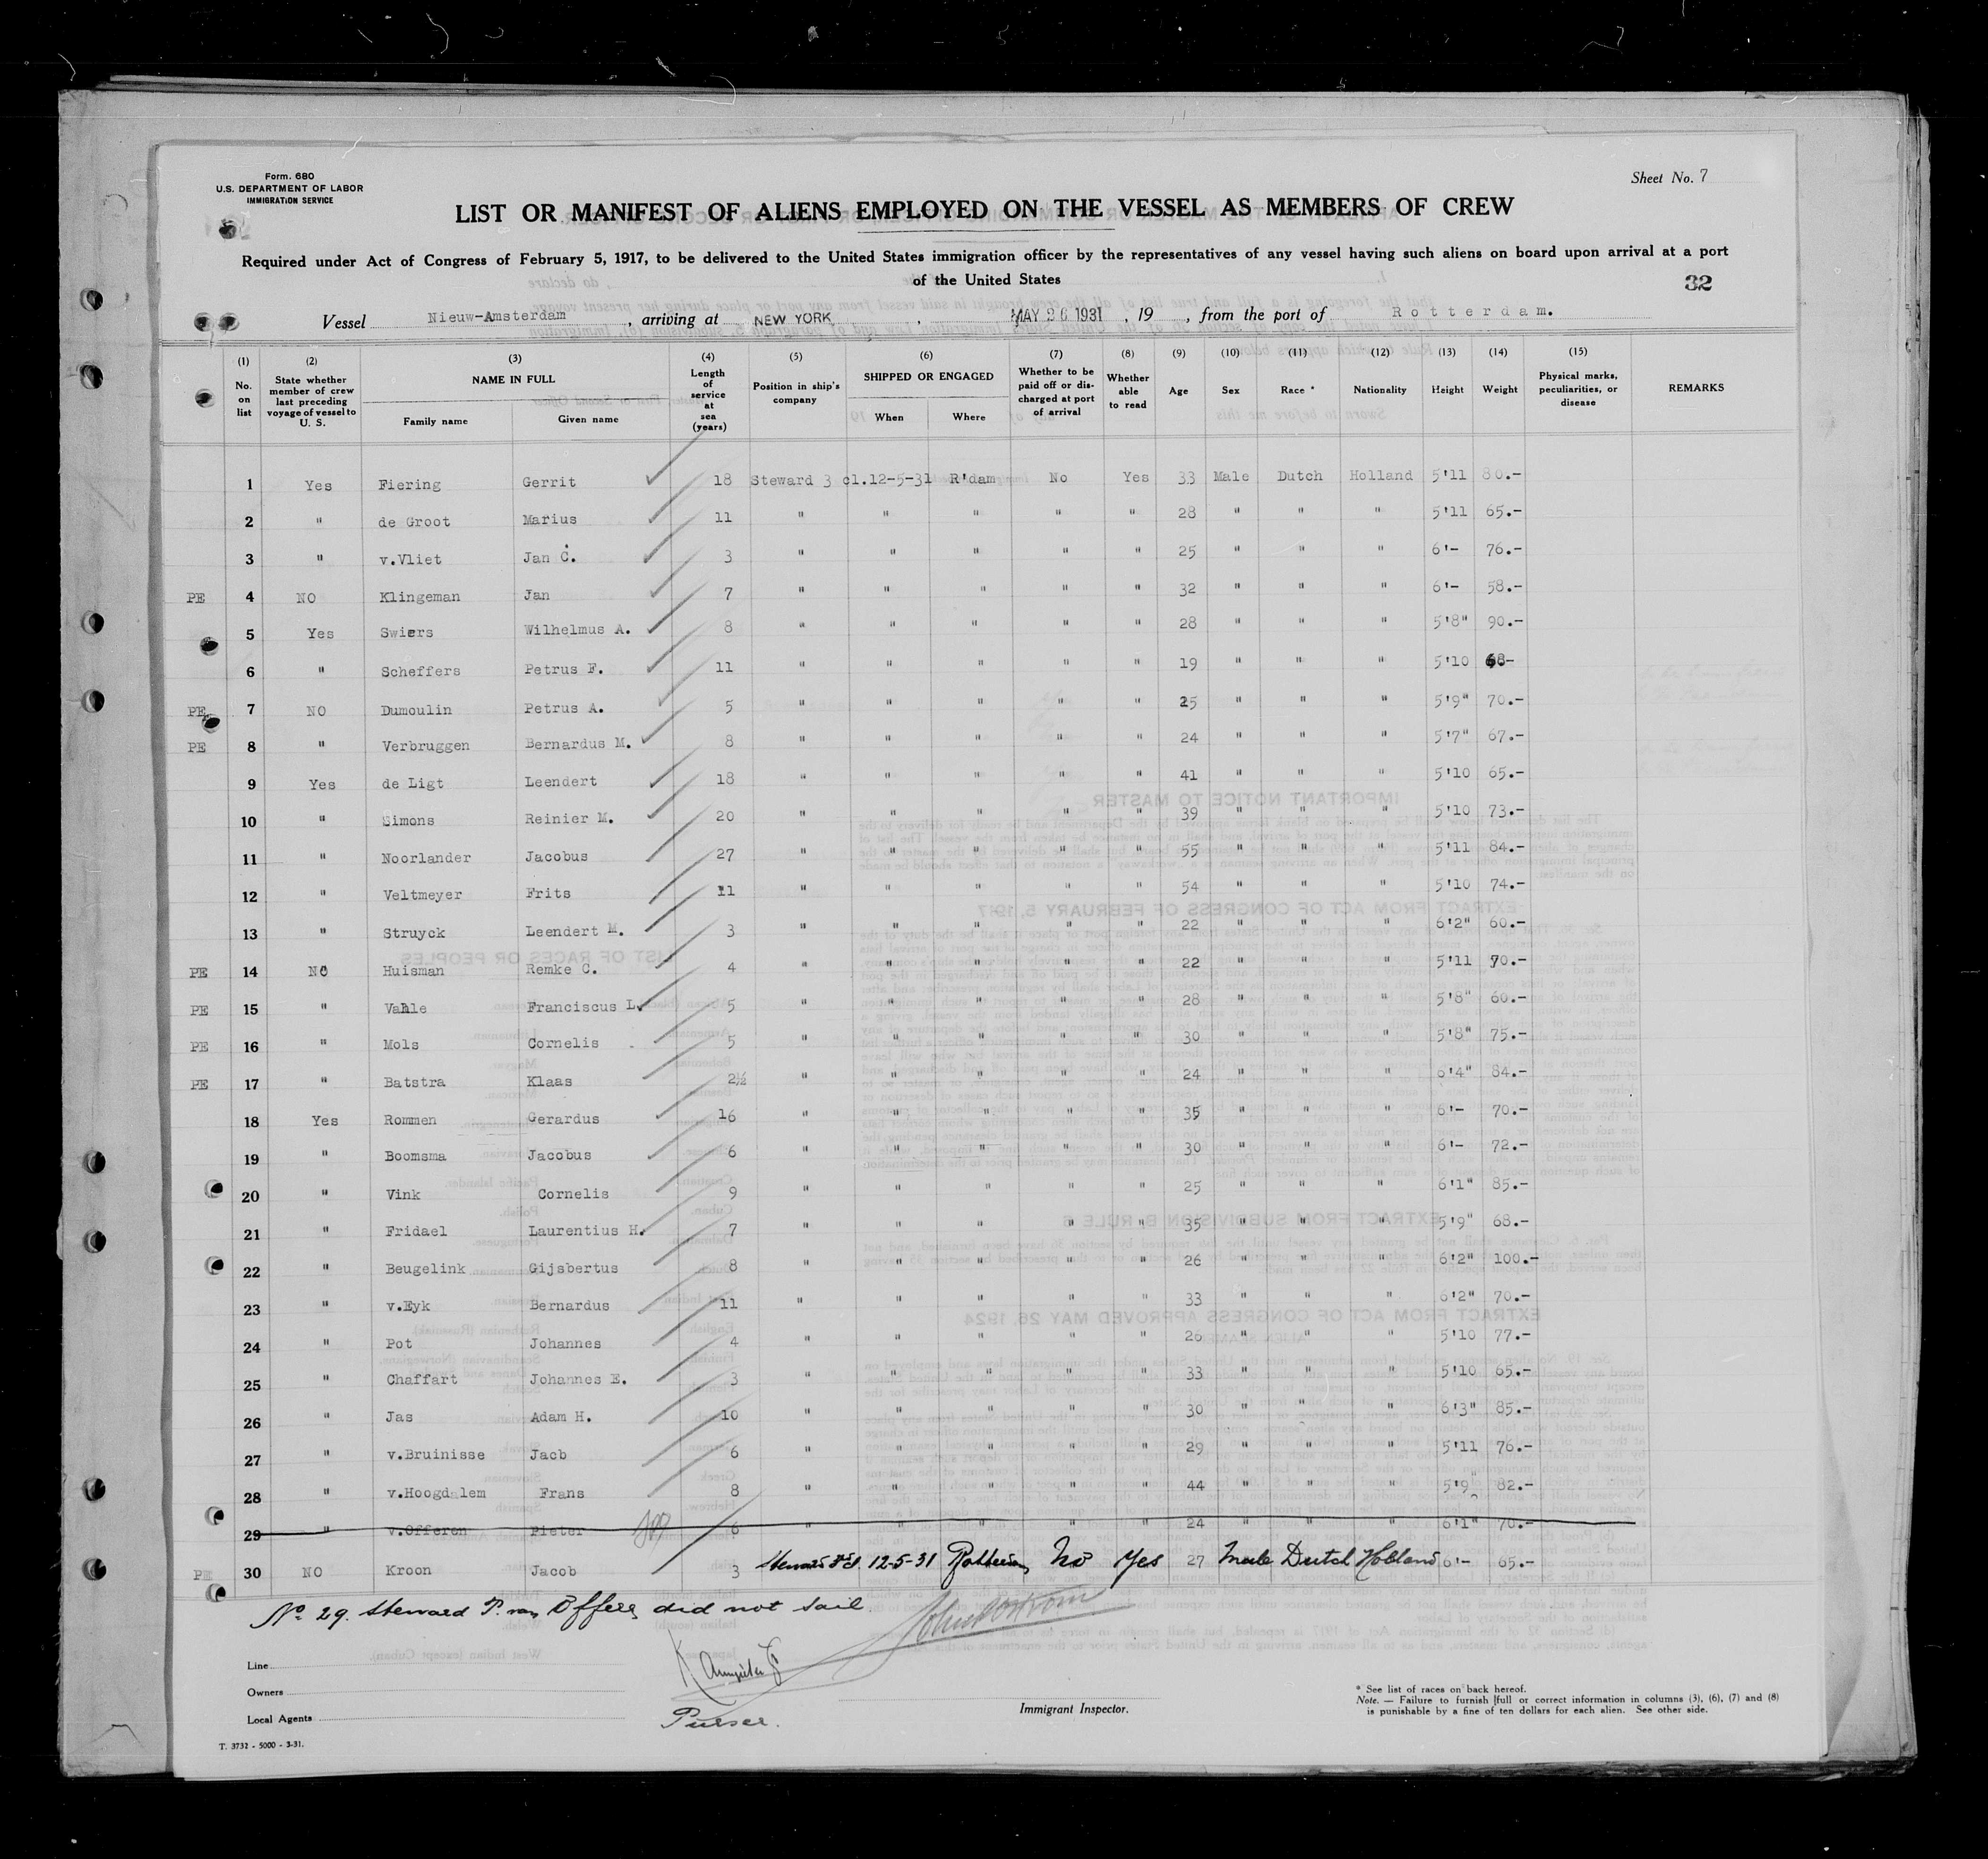 Form. 680
U.S. DEPARTMENT OF LABOR
IMMIGRATION SERVICE
Sheet No. 7
LIST OR MANIFEST OF ALIENS EMPLOYED ON THE VESSEL AS MEMBERS OF CREW
Required under Act of Congress of February 5, 1917, to be delivered to the United States immigration officer by the representatives of any vessel having such aliens on board upon arrival at a port
of the United States
32
Vessel Nieuw-Amsterdam, arriving at NEW YORK, MAY 26 1931, 19 , from the port of Rotterdam.
(1) No. on list (2) State whether member of crew last preceding voyage of vessel to U. S. (3) NAME IN FULL Family name Given name (4) Length of service at sea (years) (5) Position in ship's company (6) SHIPPED OR ENGAGED When Where (7) Whether to be paid off or discharged at port of arrival (8) Whether able to read (9) Age (10) Sex (11) Race * (12) Nationality (13) Height (14) Weight (15) Physical marks, peculiarities, or disease REMARKS
1 Yes Fiering Gerrit 18 Steward 3 cl. 12-5-31 R'dam No Yes 33 Male Dutch Holland 5'11 80.-
2 " de Groot Marius 11 " " " " " 28 " " " 5'11 65.-
3 " v.Vliet Jan C. 3 " " " " " 25 " " " 6'- 76.-
PE 4 NO Klingeman Jan 7 " " " " " 32 " " " 6'- 58.-
5 Yes Swiers Wilhelmus A. 8 " " " " " 28 " " " 5'8" 90.-
6 " Scheffers Petrus F. 11 " " " " " 19 " " " 5'10 68-
PE 7 NO Dumoulin Petrus A. 5 " " " " " 25 " " " 5'9" 70.-
PE 8 " Verbruggen Bernardus M. 8 " " " " " 24 " " " 5'7" 67.-
9 Yes de Ligt Leendert 18 " " " " " 41 " " " 5'10 65.-
10 " Simons Reinier M. 20 " " " " " 39 " " " 5'10 73.-
11 " Noorlander Jacobus 27 " " " " " 55 " " " 5'11 84.-
12 " Veltmeyer Frits 11 " " " " " 54 " " " 5'10 74.-
13 " Struyck Leendert M. 3 " " " " " 22 " " " 6'2" 60.-
PE 14 NO Huisman Remke C. 4 " " " " " 22 " " " 5'11 70.-
PE 15 " Vahle Franciscus L. 5 " " " " " 28 " " " 5'8" 60.-
PE 16 " Mols Cornelis 5 " " " " " 30 " " " 5'8" 75.-
PE 17 " Batstra Klaas 2½ " " " " " 24 " " " 6'4" 84.-
18 Yes Rommen Gerardus 16 " " " " " 35 " " " 6'- 70.-
19 " Boomsma Jacobus 6 " " " " " 30 " " " 6'- 72.-
20 " Vink Cornelis 9 " " " " " 25 " " " 6'1" 85.-
21 " Fridael Laurentius H. 7 " " " " " 35 " " " 5'9" 68.-
22 " Beugelink Gijsbertus 8 " " " " " 26 " " " 6'2" 100.-
23 " v.Eyk Bernardus 11 " " " " " 33 " " " 6'2" 70.-
24 " Pot Johannes 4 " " " " " 26 " " " 5'10 77.-
25 " Chaffart Johannes E. 3 " " " " " 33 " " " 5'10 65.-
26 " Jas Adam H. 10 " " " " " 30 " " " 6'3" 85.-
27 " v.Bruinisse Jacb 6 " " " " " 29 " " " 5'11 76.-
28 " v.Hoogdalem Frans 8 " " " " " 44 " " " 5'9" 82.-
29 " v.Offeren Pieter 6 " " " " " 24 " " " 6'1" 70.-
PE 30 NO Kroon Jacob 3 Steward 3 cl. 12-5-31 Rotterdam No Yes 27 Male Dutch Holland 6'- 65.-
No. 29. Steward P. van Offeren did not sail.
Purser.
Line
Owners
Local Agents
Immigrant Inspector.
* See list of races on back hereof.
Note. — Failure to furnish full or correct information in columns (3), (6), (7) and (8)
is punishable by a fine of ten dollars for each alien. See other side.
T. 3732 - 5000 - 3-31.